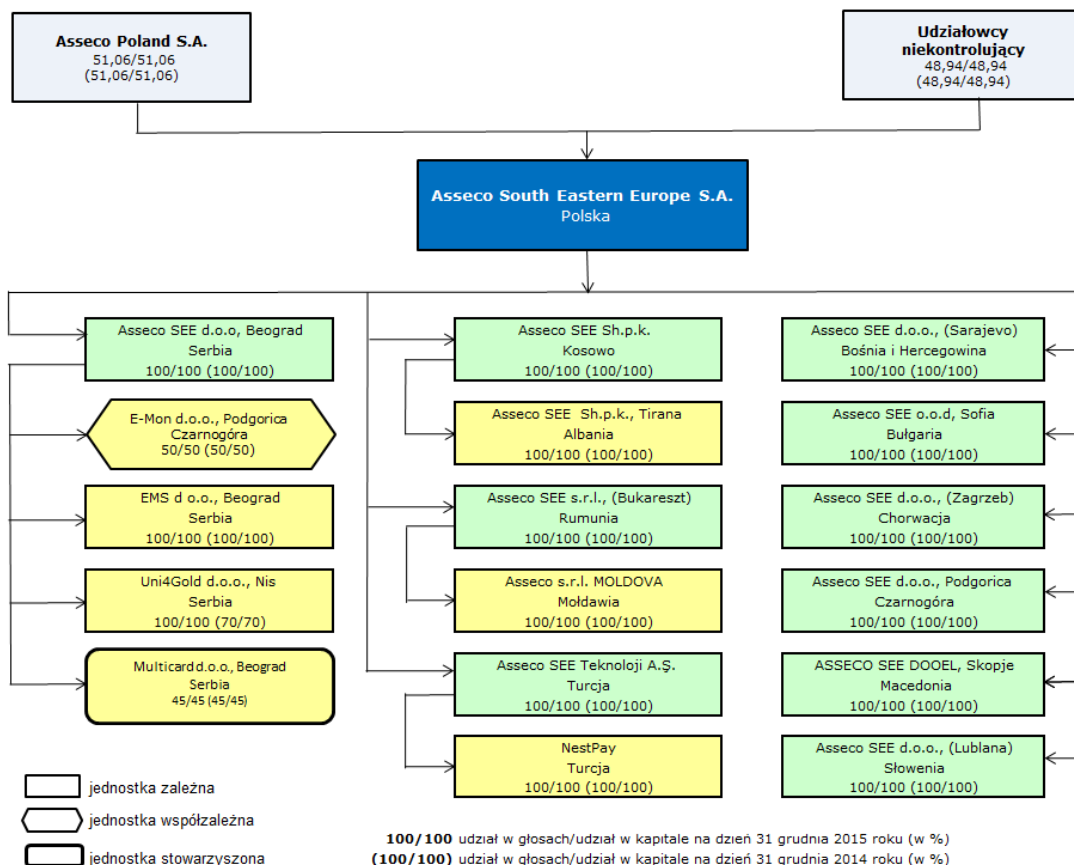 Asseco Poland S.A.
51,06/51,06
(51,06/51,06)
Udziałowcy
niekontrolujący
48,94/48,94
(48,94/48,94)
Asseco South Eastern Europe S.A.
Polska
Asseco SEE d.o.o, Beograd
Serbia
100/100 (100/100)
E-Mon d.o.o., Podgorica
Czarnogóra
50/50 (50/50)
EMS d o.o., Beograd
Serbia
100/100 (100/100)
Uni4Gold d.o.o., Nis
Serbia
100/100 (70/70)
Multicard d.o.o., Beograd
Serbia
45/45 (45/45)
Asseco SEE Sh.p.k.
Kosowo
100/100 (100/100)
Asseco SEE Sh.p.k., Tirana
Albania
100/100 (100/100)
Asseco SEE s.r.l., (Bukareszt)
Rumunia
100/100 (100/100)
Asseco s.r.l. MOLDOVA
Mołdawia
100/100 (100/100)
Asseco SEE Teknoloji A.Ş.
Turcja
100/100 (100/100)
NestPay
Turcja
100/100 (100/100)
Asseco SEE d.o.o., (Sarajevo)
Bośnia i Hercegowina
100/100 (100/100)
Asseco SEE o.o.d, Sofia
Bułgaria
100/100 (100/100)
Asseco SEE d.o.o., (Zagrzeb)
Chorwacja
100/100 (100/100)
Asseco SEE d.o.o., Podgorica
Czarnogóra
100/100 (100/100)
ASSECO SEE DOOEL, Skopje
Macedonia
100/100 (100/100)
Asseco SEE d.o.o., (Lublana)
Słowenia
100/100 (100/100)
jednostka zależna
jednostka współzależna
jednostka stowarzyszona
100/100 udział w głosach/udział w kapitale na dzień 31 grudnia 2015 roku (w %)
(100/100) udział w głosach/udział w kapitale na dzień 31 grudnia 2014 roku (w %)